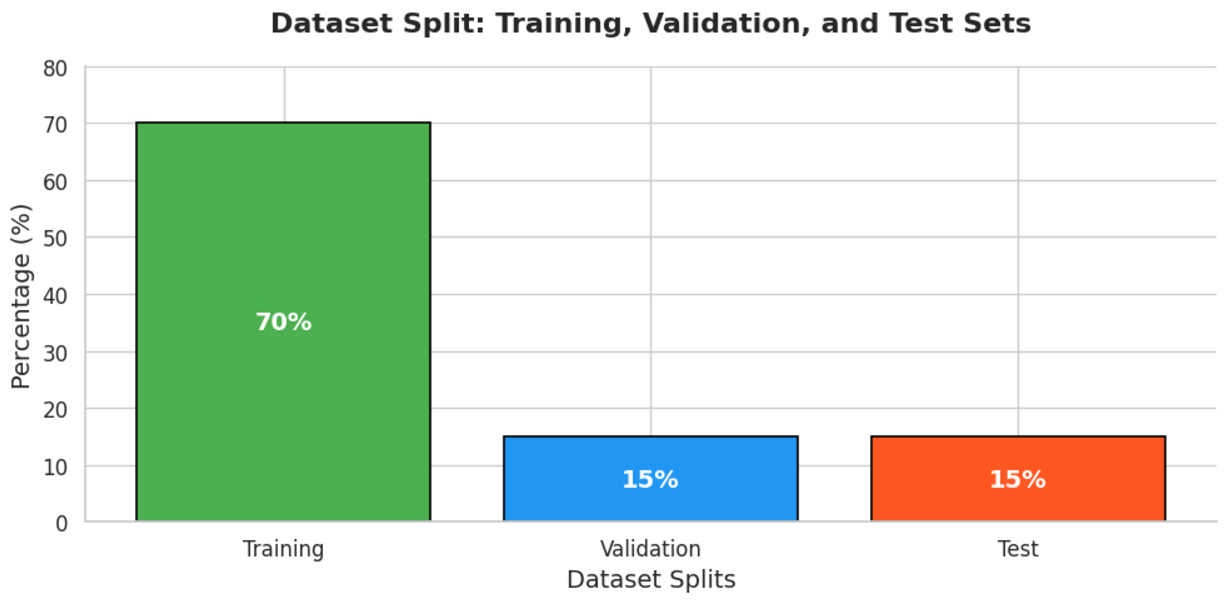 Dataset Split: Training, Validation, and Test Sets
80
70
60
50
40
30
20
10
0
Percentage (%)
70%
15%
15%
Training
Validation
Test
Dataset Splits